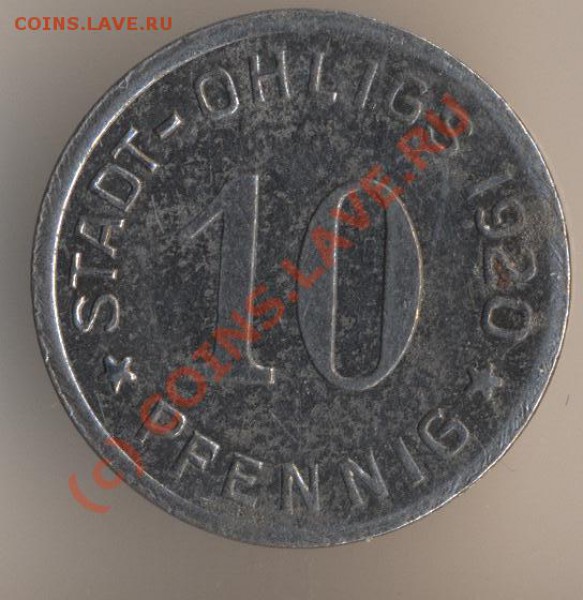 COINS.LAVE.RU
STADT-OHLIGS 1920
10
PFENNIG
(c) COINS.LAVE.RU